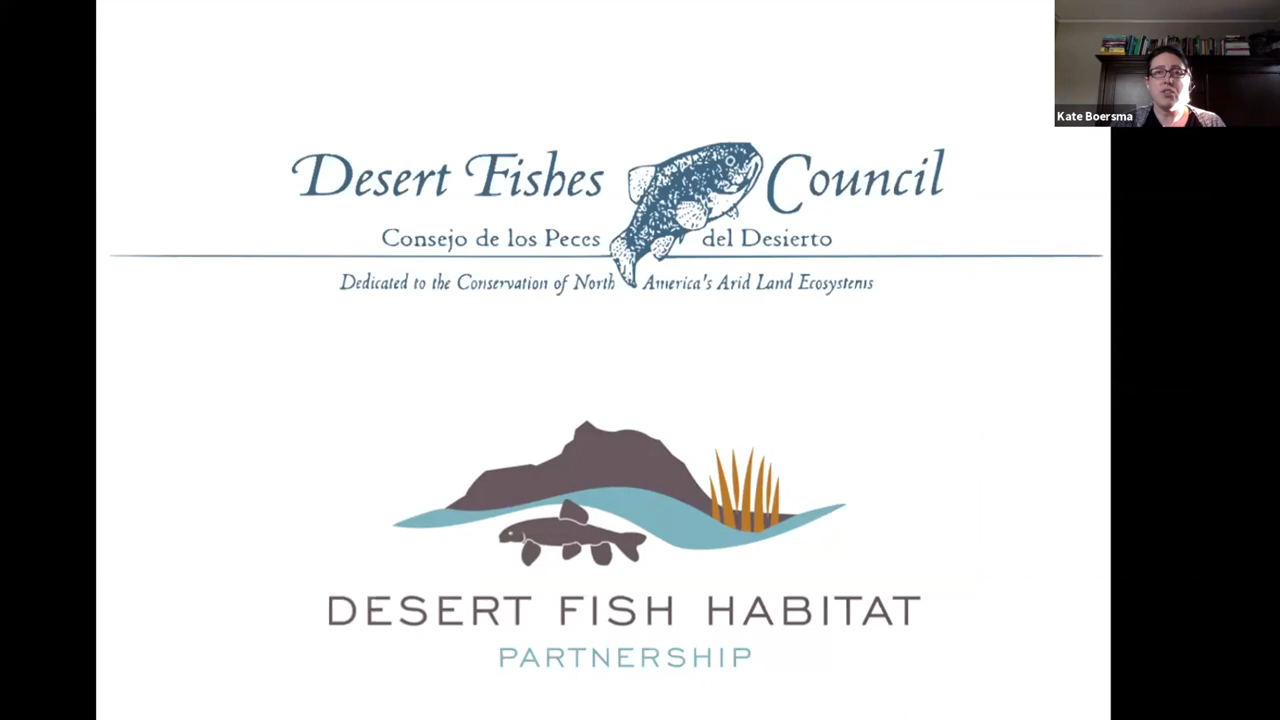 Desert Fishes Council
Consejo de los Peces del Desierto
Dedicated to the Conservation of North America's Arid Land Ecosystems
DESERT FISH HABITAT
PARTNERSHIP
Kate Boersma